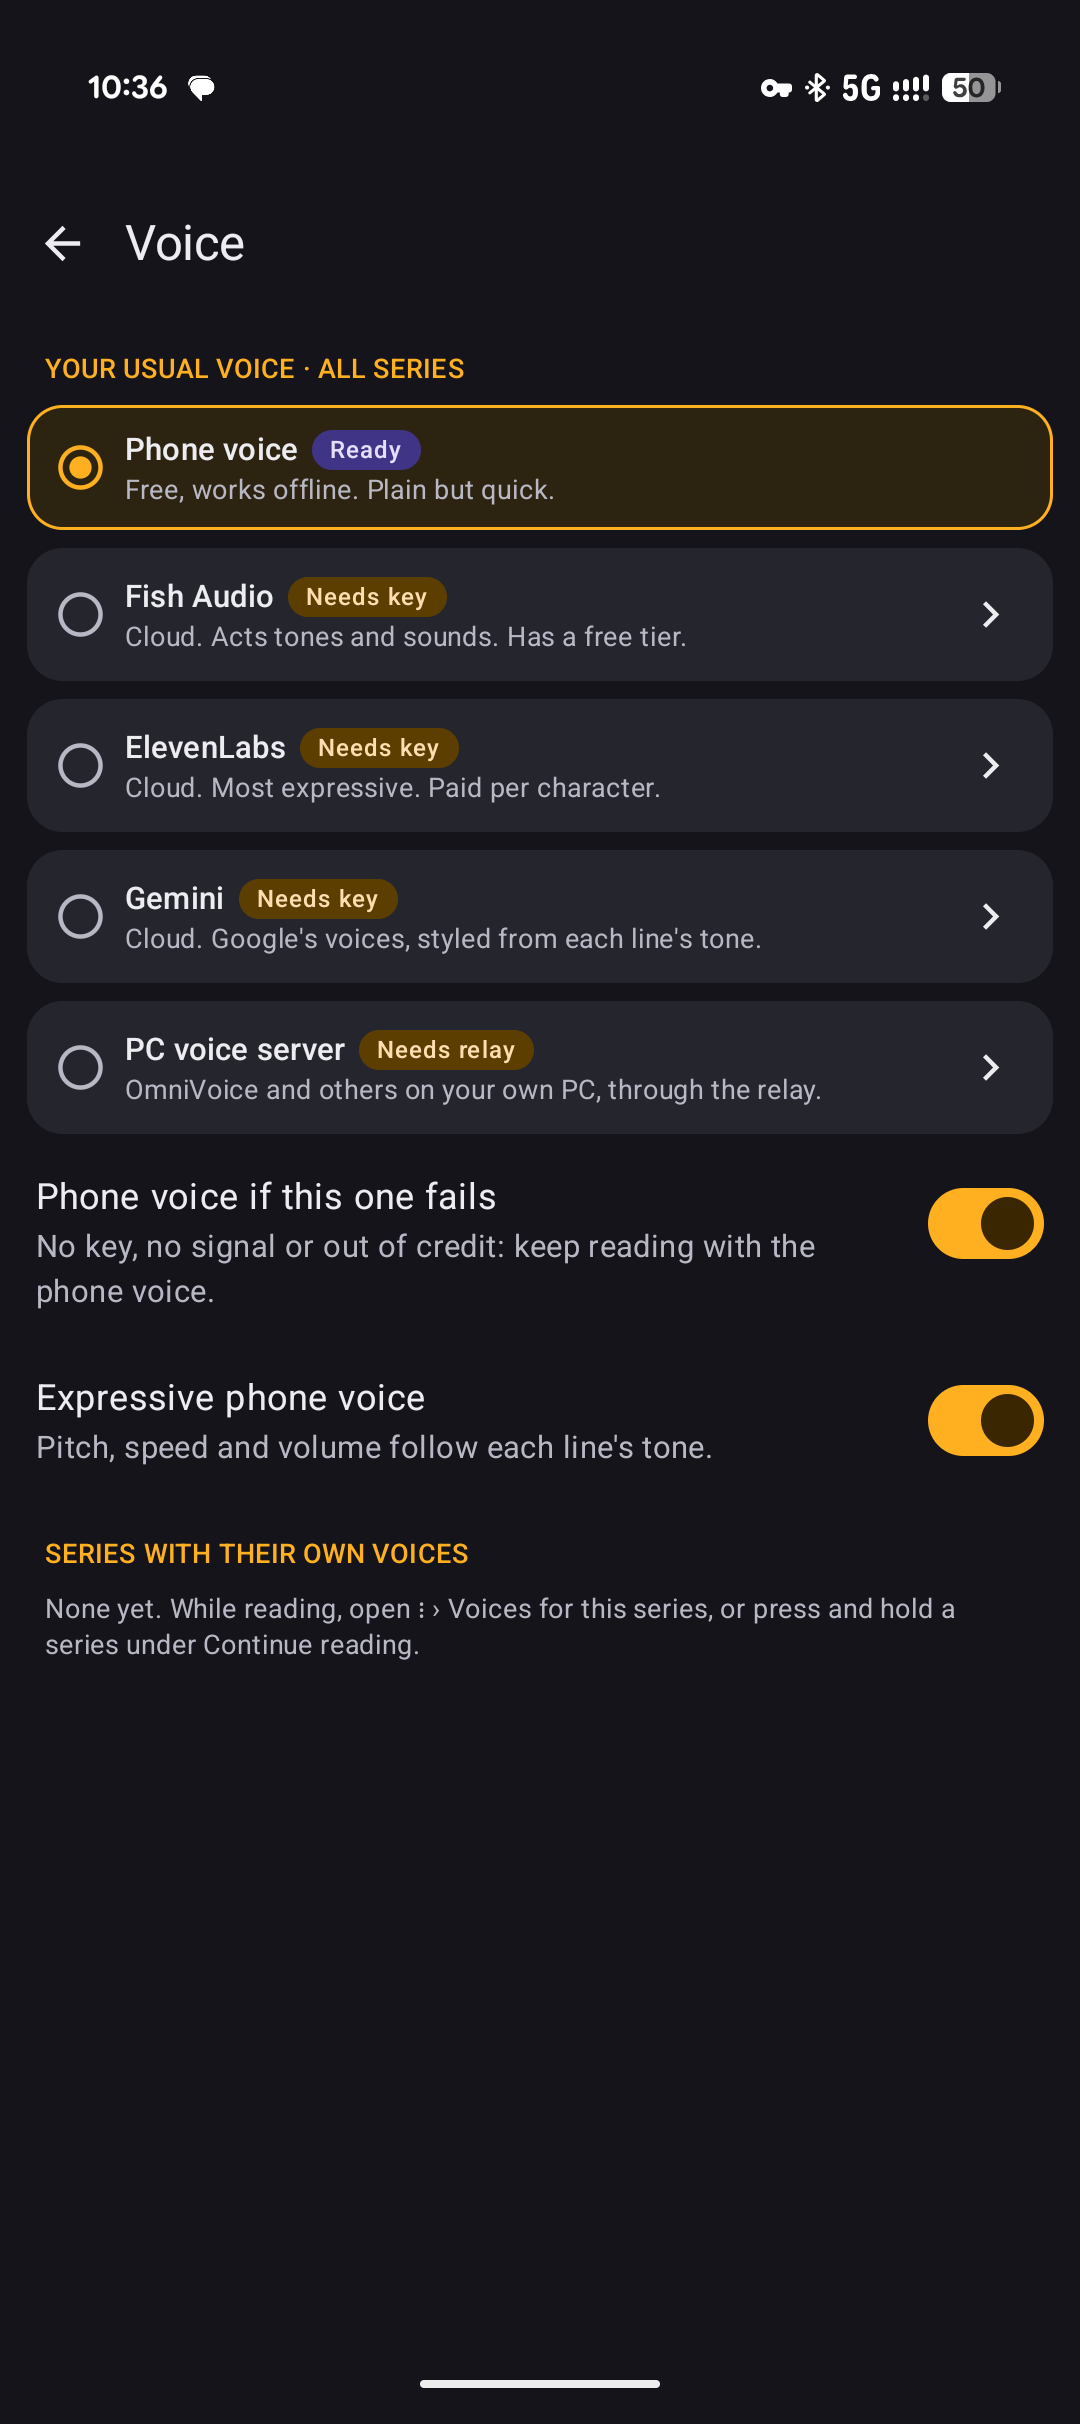 10:36
5G
50
Voice
YOUR USUAL VOICE · ALL SERIES
Phone voice Ready
Free, works offline. Plain but quick.
Fish Audio Needs key
Cloud. Acts tones and sounds. Has a free tier.
ElevenLabs Needs key
Cloud. Most expressive. Paid per character.
Gemini Needs key
Cloud. Google's voices, styled from each line's tone.
PC voice server Needs relay
OmniVoice and others on your own PC, through the relay.
Phone voice if this one fails
No key, no signal or out of credit: keep reading with the
phone voice.
Expressive phone voice
Pitch, speed and volume follow each line's tone.
SERIES WITH THEIR OWN VOICES
None yet. While reading, open ⋮ › Voices for this series, or press and hold a
series under Continue reading.